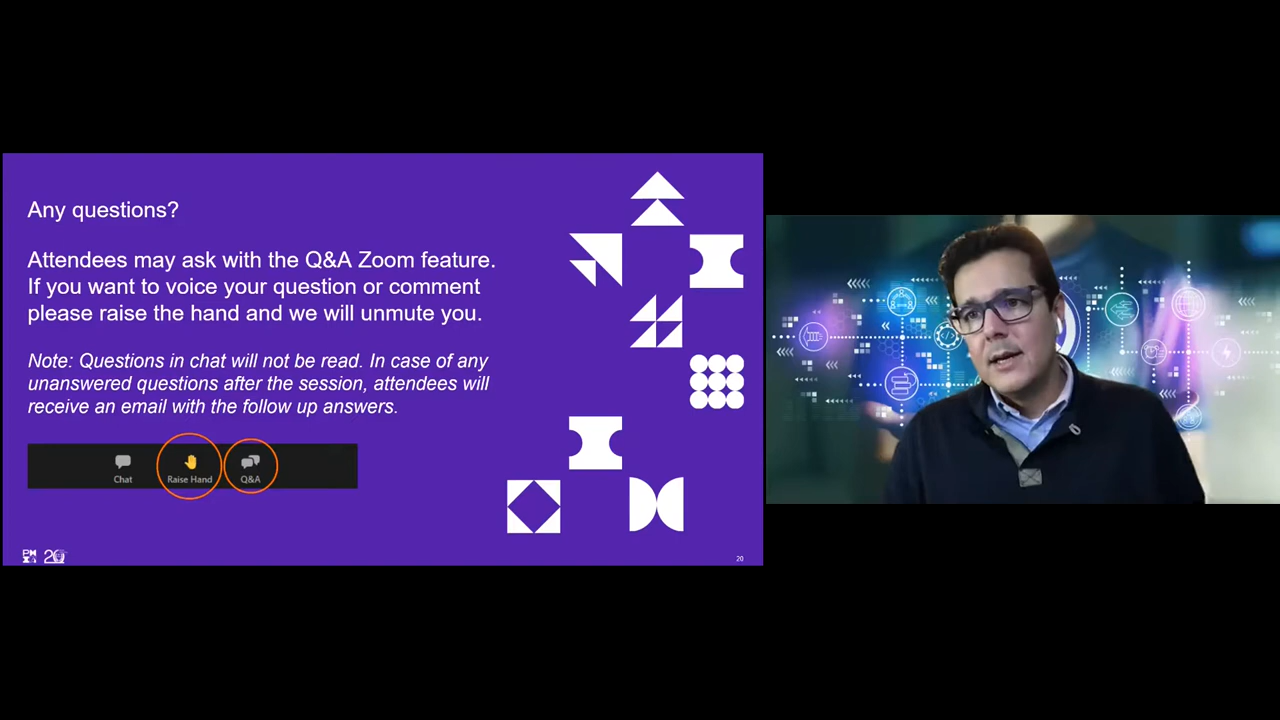 Any questions?
Attendees may ask with the Q&A Zoom feature.
If you want to voice your question or comment
please raise the hand and we will unmute you.
Note: Questions in chat will not be read. In case of any
unanswered questions after the session, attendees will
receive an email with the follow up answers.
Chat
Raise Hand
Q&A
20
20